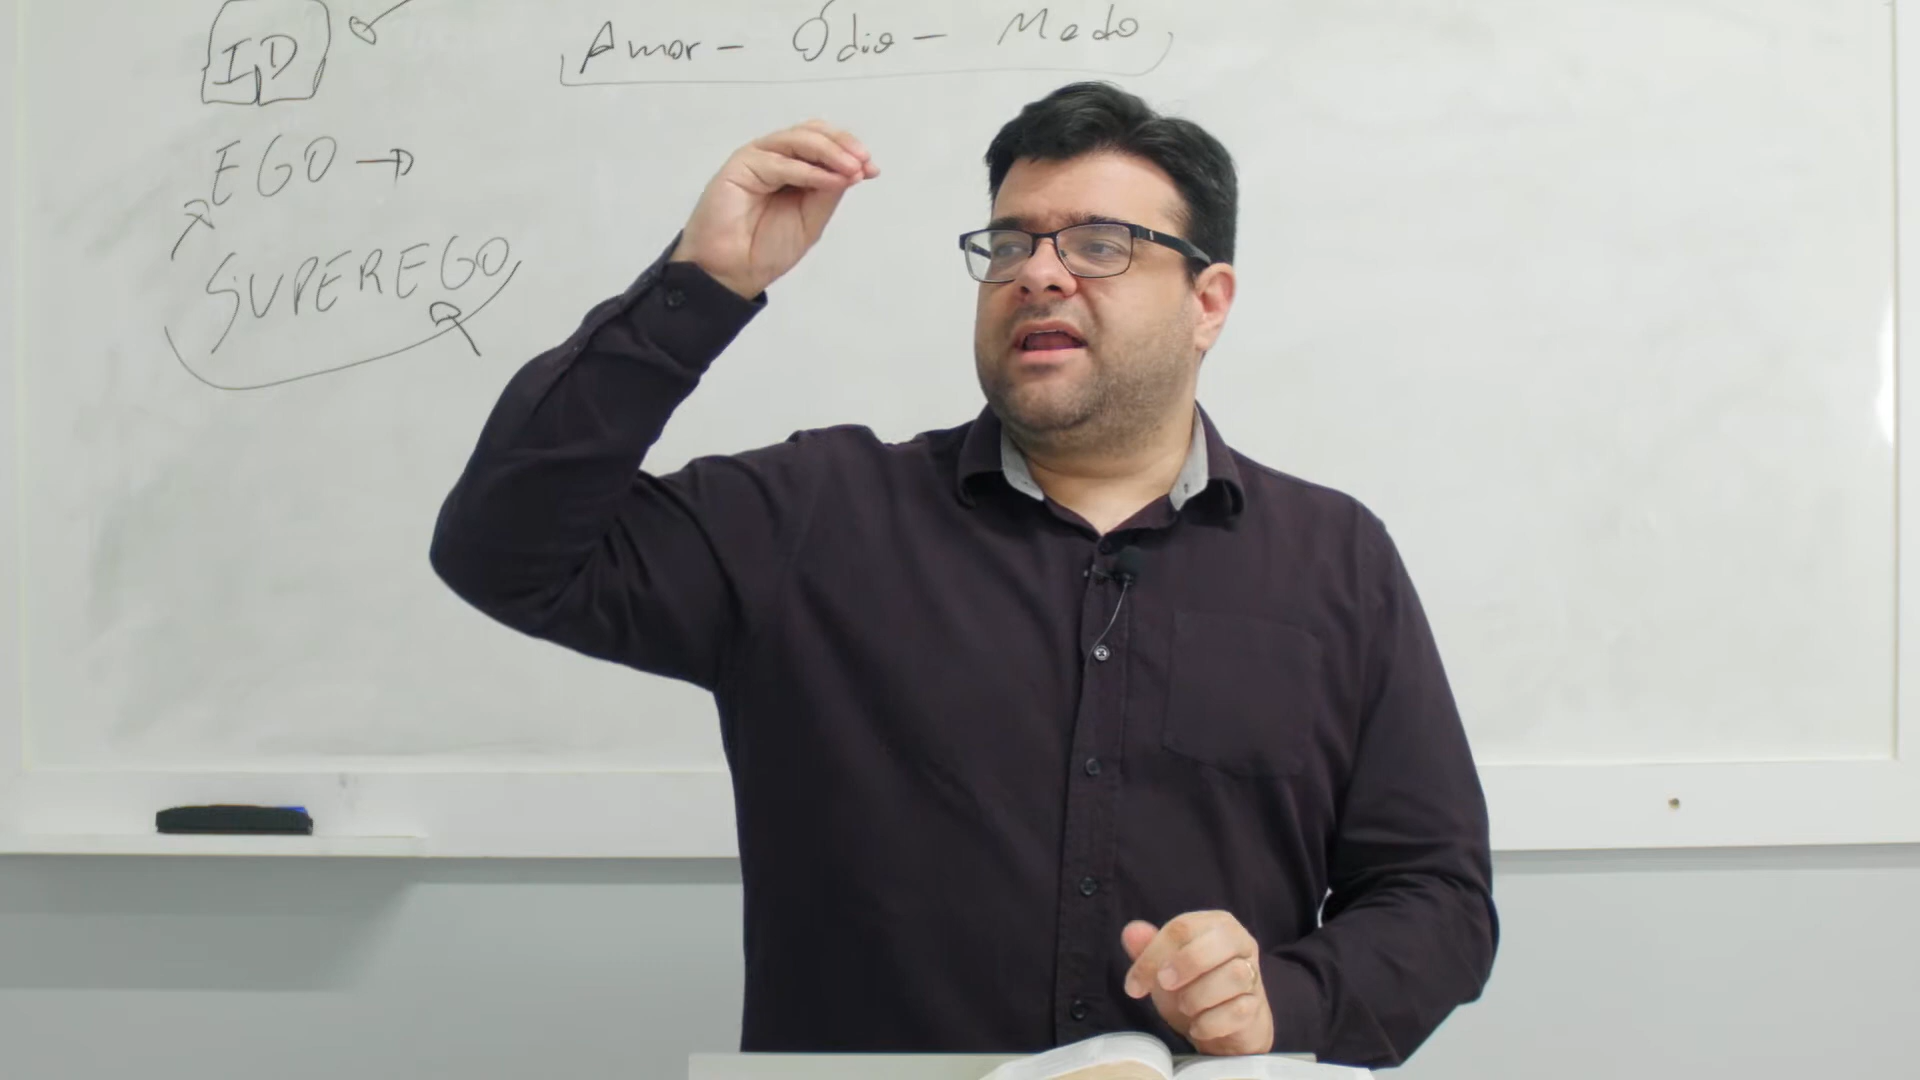 ID
Amor - Ódio - Medo
EGO →
SUPEREGO